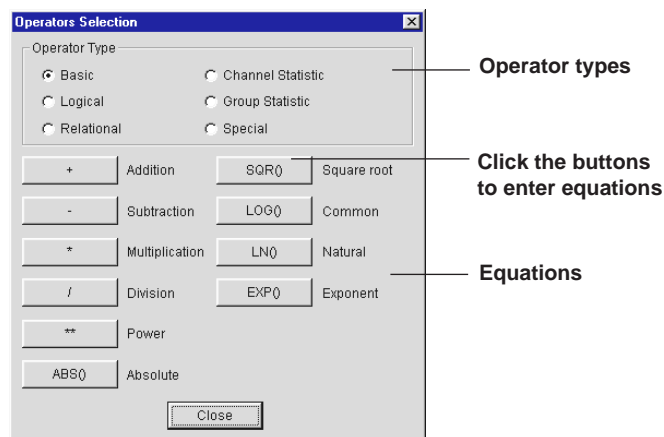 Operators Selection
Operator Type
Basic
Channel Statistic
Logical
Group Statistic
Relational
Special
+ Addition SQR() Square root
- Subtraction LOG() Common
* Multiplication LN() Natural
/ Division EXP() Exponent
** Power
ABS() Absolute
Close
Operator types
Click the buttons
to enter equations
Equations